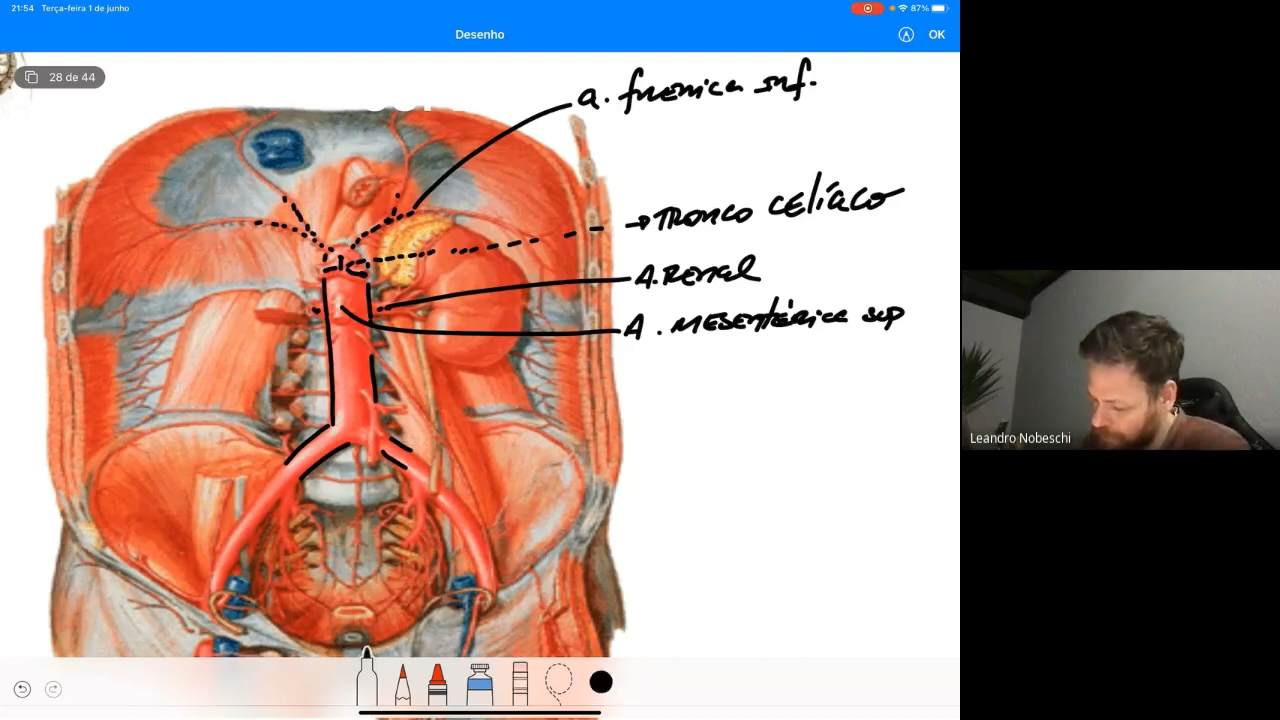 21:54 Terça-feira 1 de junho
87%
Desenho
OK
28 de 44
a. frenica inf.
→ TRONCO CELÍACO
A. Renal
A. MESENTÉRICA SUP
Leandro Nobeschi